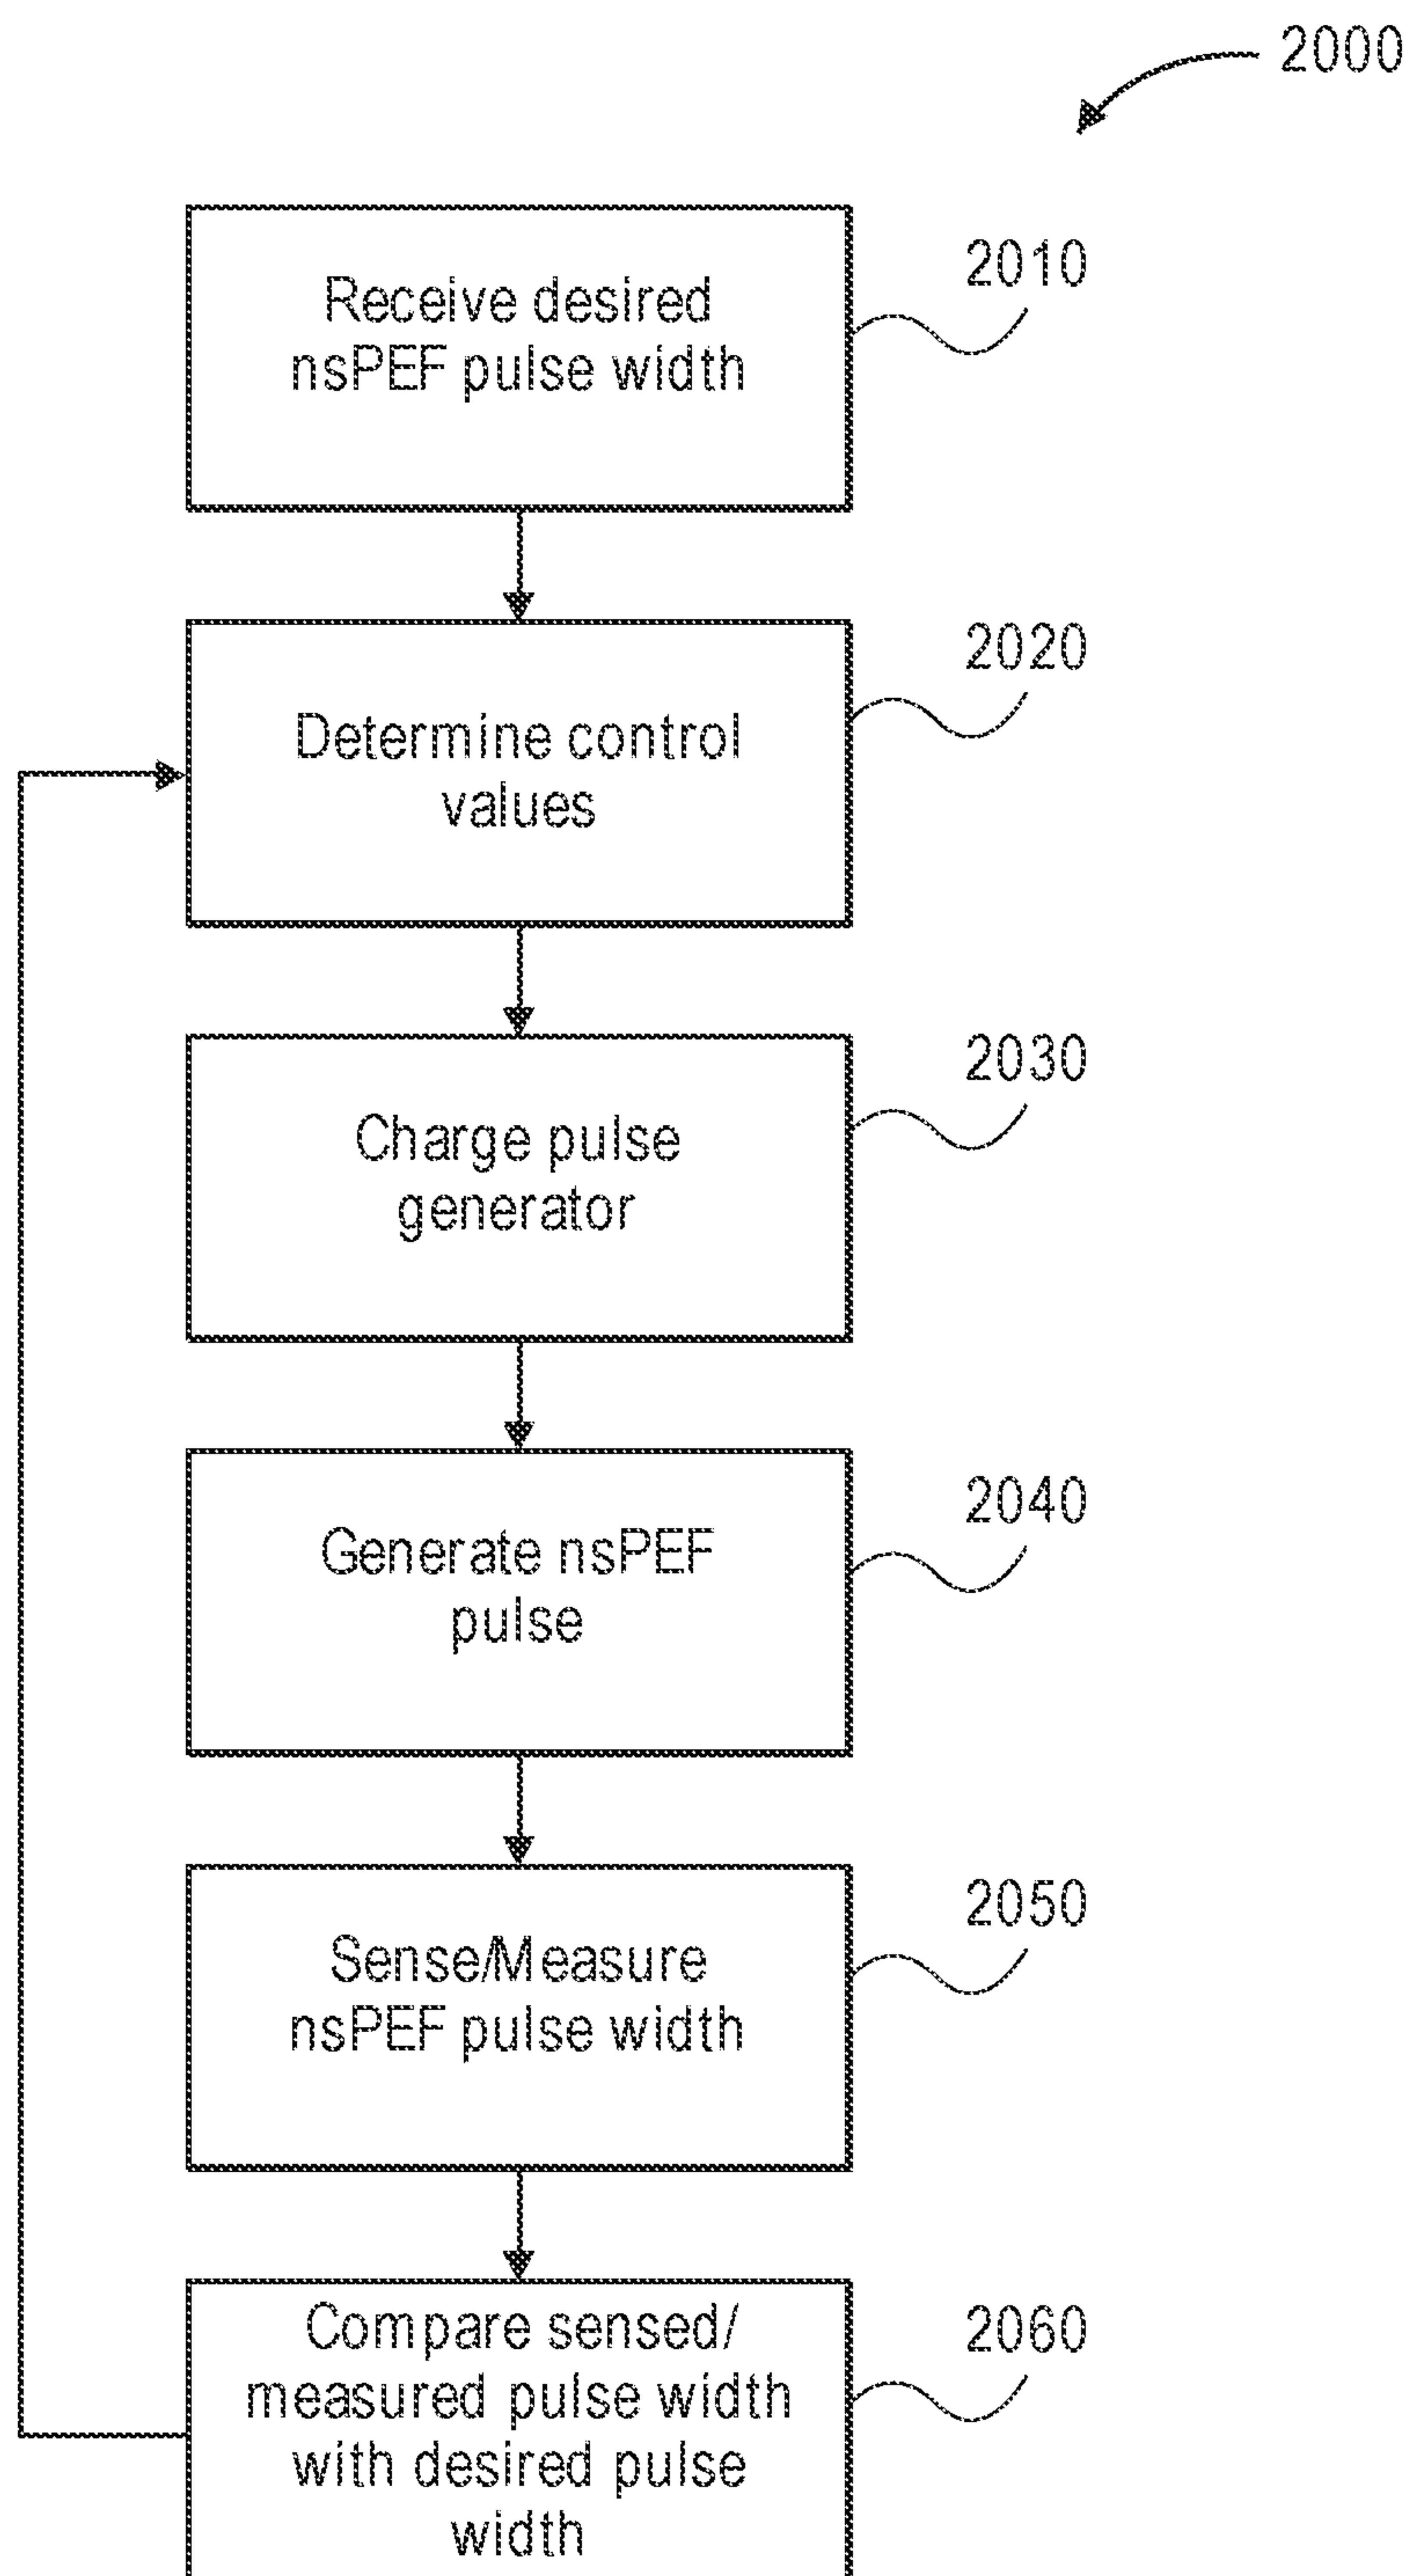 2000
Receive desired
nsPEF pulse width
2010
Determine control
values
2020
Charge pulse
generator
2030
Generate nsPEF
pulse
2040
Sense/Measure
nsPEF pulse width
2050
Compare sensed/
measured pulse width
with desired pulse
width
2060